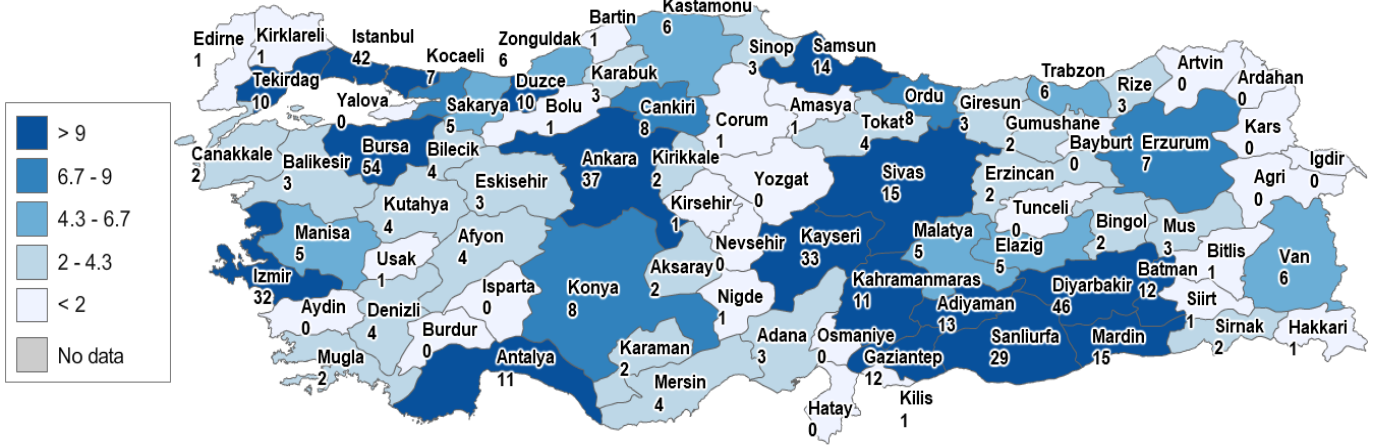 > 9
6.7 - 9
4.3 - 6.7
2 - 4.3
< 2
No data
Edirne
1
Kirklareli
1
Tekirdag
10
Istanbul
42
Kocaeli
7
Yalova
0
Sakarya
5
Zonguldak
6
Duzce
10
Bolu
1
Bartin
1
Karabuk
3
Kastamonu
6
Cankiri
8
Sinop
3
Samsun
14
Corum
1
Amasya
1
Tokat
4
Ordu
8
Giresun
3
Trabzon
6
Gumushane
2
Bayburt
0
Rize
3
Artvin
0
Ardahan
0
Kars
0
Erzurum
7
Igdir
0
Agri
0
Canakkale
2
Balikesir
3
Bursa
54
Bilecik
4
Eskisehir
3
Kutahya
4
Ankara
37
Kirikkale
2
Kirsehir
1
Yozgat
0
Sivas
15
Erzincan
2
Tunceli
0
Bingol
2
Mus
3
Bitlis
1
Van
6
Manisa
5
Izmir
32
Usak
1
Afyon
4
Aydin
0
Denizli
4
Mugla
2
Burdur
0
Isparta
0
Antalya
11
Konya
8
Aksaray
2
Nevsehir
0
Kayseri
33
Nigde
1
Karaman
2
Mersin
4
Adana
3
Osmaniye
0
Hatay
0
Kahramanmaras
11
Malatya
5
Elazig
5
Adiyaman
13
Gaziantep
12
Kilis
1
Sanliurfa
29
Diyarbakir
46
Mardin
15
Batman
12
Siirt
1
Sirnak
2
Hakkari
1